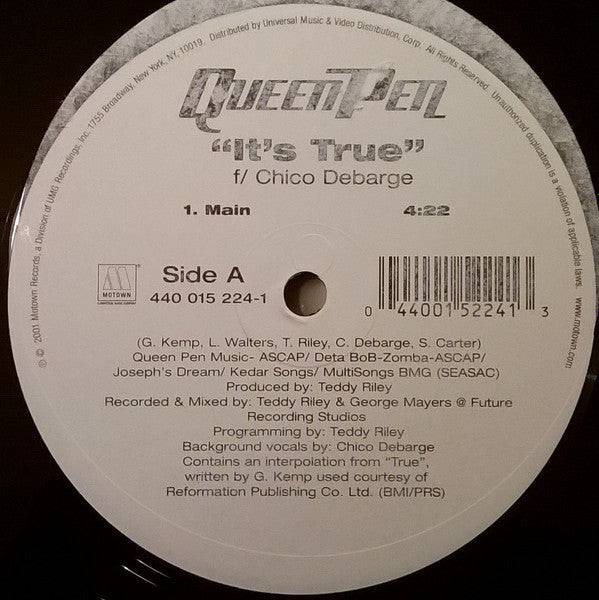 ℗ © 2001 Motown Records, a Division of UMG Recordings, Inc. 1755 Broadway, New York, NY, 10019. Distributed by Universal Music & Video Distribution, Corp. All Rights Reserved. Unauthorized duplication is a violation of applicable laws. www.motown.com
QUEEN PEN
"It's True"
f/ Chico Debarge
1. Main 4:22
M
MOTOWN
Side A
440 015 224-1
0 44001 52241 3
(G. Kemp, L. Walters, T. Riley, C. Debarge, S. Carter)
Queen Pen Music- ASCAP/ Deta BoB-Zomba-ASCAP/
Joseph's Dream/ Kedar Songs/ MultiSongs BMG (SEASAC)
Produced by: Teddy Riley
Recorded & Mixed by: Teddy Riley & George Mayers @ Future
Recording Studios
Programming by: Teddy Riley
Background vocals by: Chico Debarge
Contains an interpolation from "True",
written by G. Kemp used courtesy of
Reformation Publishing Co. Ltd. (BMI/PRS)